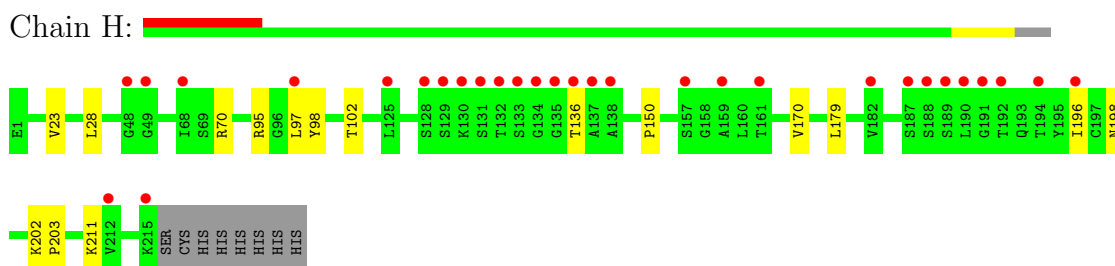 Chain H:
E1 V23 L28 G48 G49 I68 S69 R70 R95 G96 L97 Y98 T102 L125 S128 S129 K130 S131 T132 S133 G134 G135 T136 A137 A138 P150 S157 G158 A159 L160 T161 V170 L179 V182 S187 S188 S189 L190 G191 T192 Q193 T194 Y195 I196 C197 N198
K202 P203 K211 V212 K215 SER CYS HIS HIS HIS HIS HIS HIS